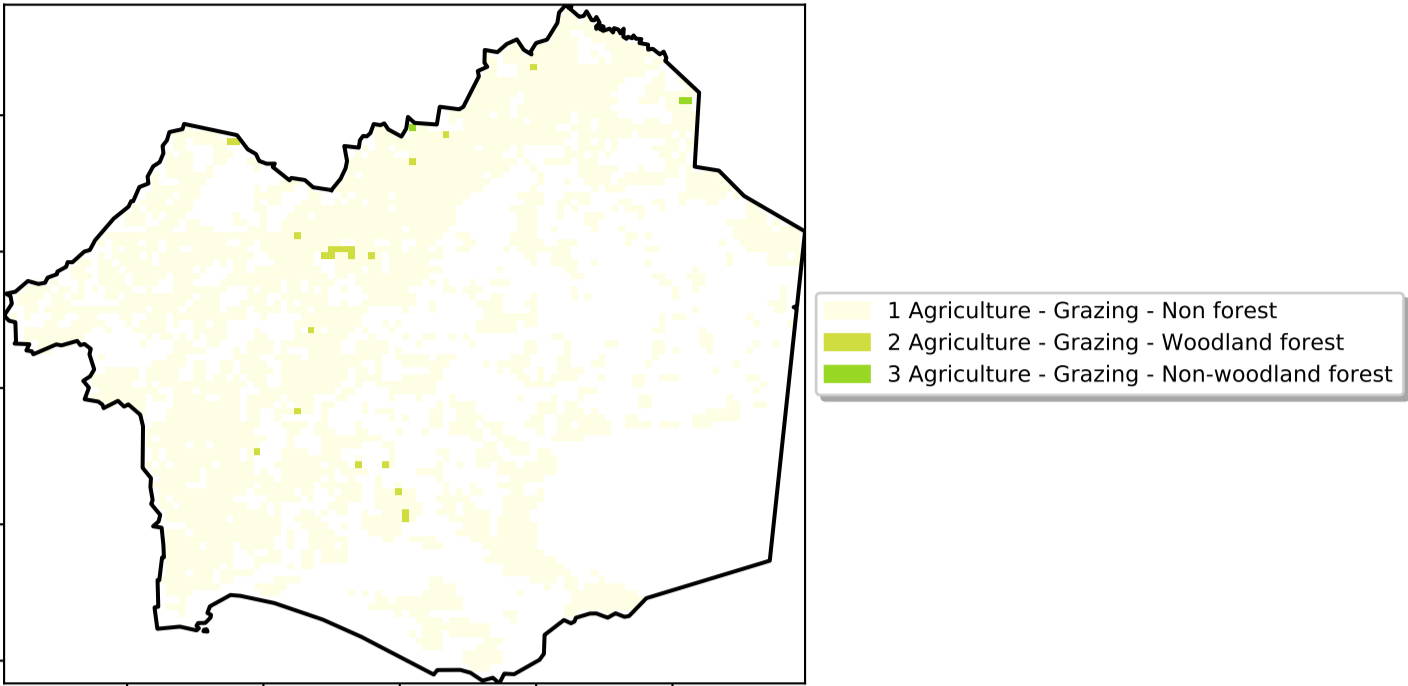 1 Agriculture - Grazing - Non forest
2 Agriculture - Grazing - Woodland forest
3 Agriculture - Grazing - Non-woodland forest